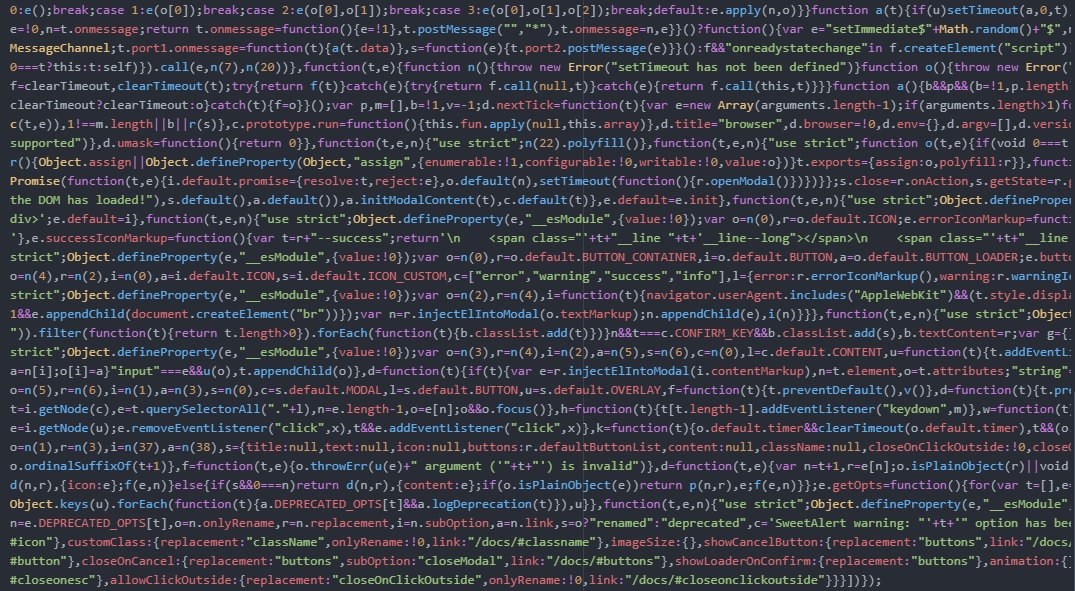 0:e();break;case 1:e(o[0]);break;case 2:e(o[0],o[1]);break;case 3:e(o[0],o[1],o[2]);break;default:e.apply(n,o)}}function a(t){if(u)setTimeout(a,0,t)
e=!0,n=t.onmessage;return t.onmessage=function(){e=!1},t.postMessage("","*"),t.onmessage=n,e}}()?function(){var e="setImmediate$"+Math.random()+"$",
MessageChannel;t.port1.onmessage=function(t){a(t.data)},s=function(e){t.port2.postMessage(e)}}():f&&"onreadystatechange"in f.createElement("script")
0===t?this:t:self)}).call(e,n(7),n(20))},function(t,e){function n(){throw new Error("setTimeout has not been defined")}function o(){throw new Error("
f=clearTimeout,clearTimeout(t);try{return f(t)}catch(e){try{return f.call(null,t)}catch(e){return f.call(this,t)}}}function a(){b&&p&&(b=!1,p.length
clearTimeout?clearTimeout:o}catch(t){f=o}}();var p,m=[],b=!1,v=-1;d.nextTick=function(t){var e=new Array(arguments.length-1);if(arguments.length>1)fo
c(t,e)),1!==m.length||b||r(s)},c.prototype.run=function(){this.fun.apply(null,this.array)},d.title="browser",d.browser=!0,d.env={},d.argv=[],d.versio
supported")},d.umask=function(){return 0}},function(t,e,n){"use strict";n(22).polyfill()},function(t,e,n){"use strict";function o(t,e){if(void 0===t
r(){Object.assign||Object.defineProperty(Object,"assign",{enumerable:!1,configurable:!0,writable:!0,value:o})}t.exports={assign:o,polyfill:r}},functi
Promise(function(t,e){i.default.promise={resolve:t,reject:e},o.default(n),setTimeout(function(){r.openModal()})})}};s.close=r.onAction,s.getState=r.g
the DOM has loaded!"),s.default(),a.default()),a.initModalContent(t),c.default(t)},e.default=e.init},function(t,e,n){"use strict";Object.definePrope
div>';e.default=i},function(t,e,n){"use strict";Object.defineProperty(e,"__esModule",{value:!0});var o=n(0),r=o.default.ICON;e.errorIconMarkup=functi
'},e.successIconMarkup=function(){var t=r+"--success";return'\n    <span class="'+t+"__line "+t+'__line--long"></span>\n    <span class="'+t+"__line
strict";Object.defineProperty(e,"__esModule",{value:!0});var o=n(0),r=o.default.BUTTON_CONTAINER,i=o.default.BUTTON,a=o.default.BUTTON_LOADER;e.butto
o=n(4),r=n(2),i=n(0),a=i.default.ICON,s=i.default.ICON_CUSTOM,c=["error","warning","success","info"],l={error:r.errorIconMarkup(),warning:r.warningIc
strict";Object.defineProperty(e,"__esModule",{value:!0});var o=n(2),r=n(4),i=function(t){navigator.userAgent.includes("AppleWebKit")&&(t.style.displa
1&&e.appendChild(document.createElement("br"))});var n=r.injectElIntoModal(o.textMarkup);n.appendChild(e),i(n)}}},function(t,e,n){"use strict";Object
")).filter(function(t){return t.length>0}).forEach(function(t){b.classList.add(t)})}n&&t===c.CONFIRM_KEY&&b.classList.add(s),b.textContent=r;var g={}
strict";Object.defineProperty(e,"__esModule",{value:!0});var o=n(3),r=n(4),i=n(2),a=n(5),s=n(6),c=n(0),l=c.default.CONTENT,u=function(t){t.addEventLi
a=n[i];o[i]=a}"input"===e&&u(o),t.appendChild(o)},d=function(t){if(t){var e=r.injectElIntoModal(i.contentMarkup),n=t.element,o=t.attributes;"string"=
o=n(5),r=n(6),i=n(1),a=n(3),s=n(0),c=s.default.MODAL,l=s.default.BUTTON,u=s.default.OVERLAY,f=function(t){t.preventDefault(),v()},d=function(t){t.pre
t=i.getNode(c),e=t.querySelectorAll("."+l),n=e.length-1,o=e[n];o&&o.focus()},h=function(t){t[t.length-1].addEventListener("keydown",m)},w=function(t)
e=i.getNode(u);e.removeEventListener("click",x),t&&e.addEventListener("click",x)},k=function(t){o.default.timer&&clearTimeout(o.default.timer),t&&(o
o=n(1),r=n(3),i=n(37),a=n(38),s={title:null,text:null,icon:null,buttons:r.defaultButtonList,content:null,className:null,closeOnClickOutside:!0,close
o.ordinalSuffixOf(t+1)},f=function(t,e){o.throwErr(u(e)+" argument ('"+t+"') is invalid")},d=function(t,e){var n=t+1,r=e[n];o.isPlainObject(r)||void
d(n,r),{icon:e};f(e,n)}else{if(s&&0===n)return d(n,r),{content:e};if(o.isPlainObject(e))return p(n,r),e;f(e,n)}};e.getOpts=function(){for(var t=[],e=
Object.keys(u).forEach(function(t){a.DEPRECATED_OPTS[t]&&a.logDeprecation(t)}),u}},function(t,e,n){"use strict";Object.defineProperty(e,"__esModule"
n=e.DEPRECATED_OPTS[t],o=n.onlyRename,r=n.replacement,i=n.subOption,a=n.link,s=o?"renamed":"deprecated",c='SweetAlert warning: "'+t+'" option has bee
#icon"},customClass:{replacement:"className",onlyRename:!0,link:"/docs/#classname"},imageSize:{},showCancelButton:{replacement:"buttons",link:"/docs/
#button"},closeOnCancel:{replacement:"buttons",subOption:"closeModal",link:"/docs/#button"},showLoaderOnConfirm:{replacement:"buttons"},animation:{}
#closeonesc"},allowClickOutside:{replacement:"closeOnClickOutside",onlyRename:!0,link:"/docs/#closeonclickoutside"}}}])});